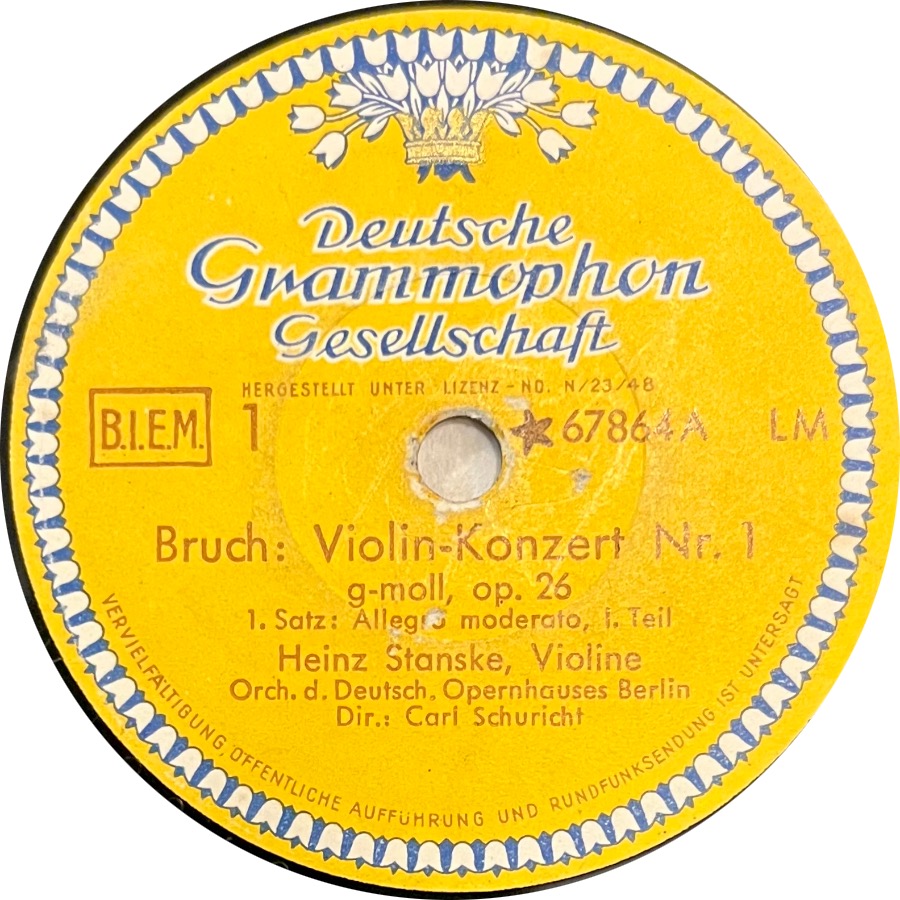 Deutsche
Grammophon
Gesellschaft
HERGESTELLT UNTER LIZENZ-NO. N/23/48
B.I.E.M. 1 ★67864A LM
Bruch: Violin-Konzert Nr. 1
g-moll, op. 26
1. Satz: Allegro moderato, I. Teil
Heinz Stanske, Violine
Orch. d. Deutsch. Opernhauses Berlin
Dir.: Carl Schuricht
VERVIELFÄLTIGUNG, ÖFFENTLICHE AUFFÜHRUNG UND RUNDFUNKSENDUNG IST UNTERSAGT